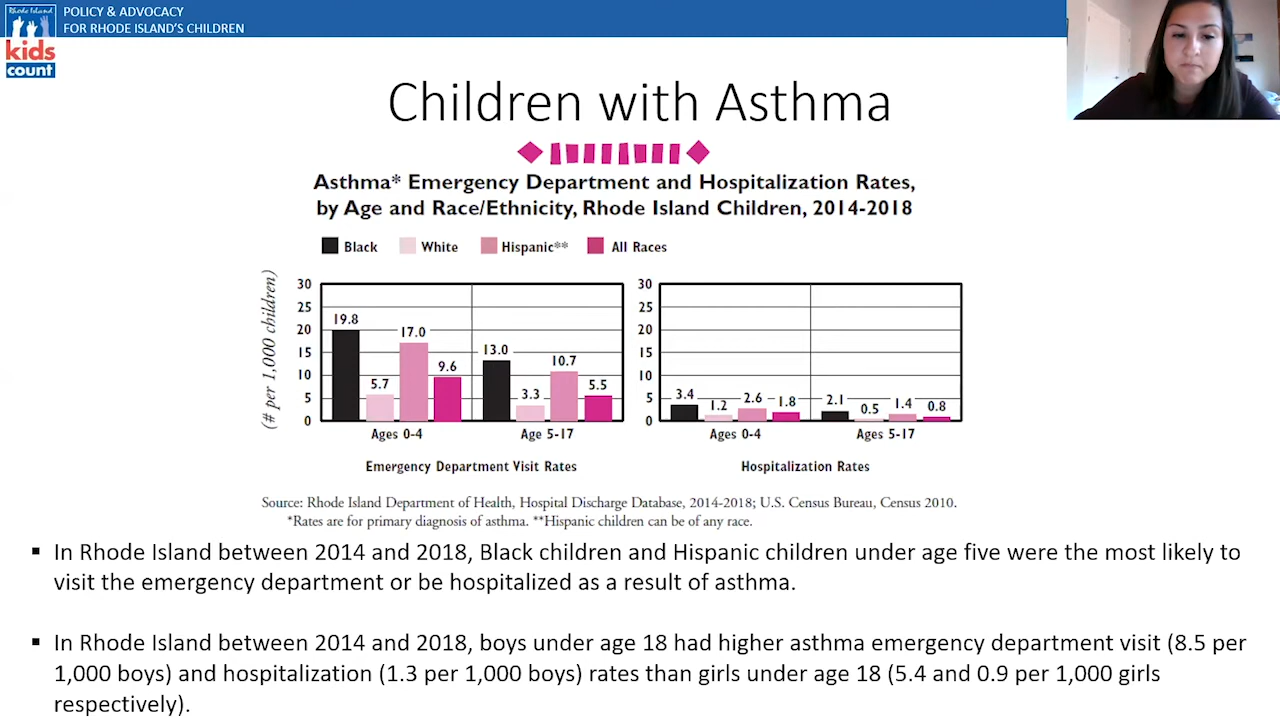 Rhode Island
kids
count
POLICY & ADVOCACY
FOR RHODE ISLAND'S CHILDREN
Children with Asthma
Asthma* Emergency Department and Hospitalization Rates,
by Age and Race/Ethnicity, Rhode Island Children, 2014-2018
Black White Hispanic** All Races
(# per 1,000 children)
30
25
20
15
10
5
0
19.8
5.7
17.0
9.6
13.0
3.3
10.7
5.5
Ages 0-4 Age 5-17
Emergency Department Visit Rates
30
25
20
15
10
5
0
3.4
1.2
2.6
1.8
2.1
0.5
1.4
0.8
Ages 0-4 Ages 5-17
Hospitalization Rates
Source: Rhode Island Department of Health, Hospital Discharge Database, 2014-2018; U.S. Census Bureau, Census 2010.
*Rates are for primary diagnosis of asthma. **Hispanic children can be of any race.
▪ In Rhode Island between 2014 and 2018, Black children and Hispanic children under age five were the most likely to
visit the emergency department or be hospitalized as a result of asthma.
▪ In Rhode Island between 2014 and 2018, boys under age 18 had higher asthma emergency department visit (8.5 per
1,000 boys) and hospitalization (1.3 per 1,000 boys) rates than girls under age 18 (5.4 and 0.9 per 1,000 girls
respectively).